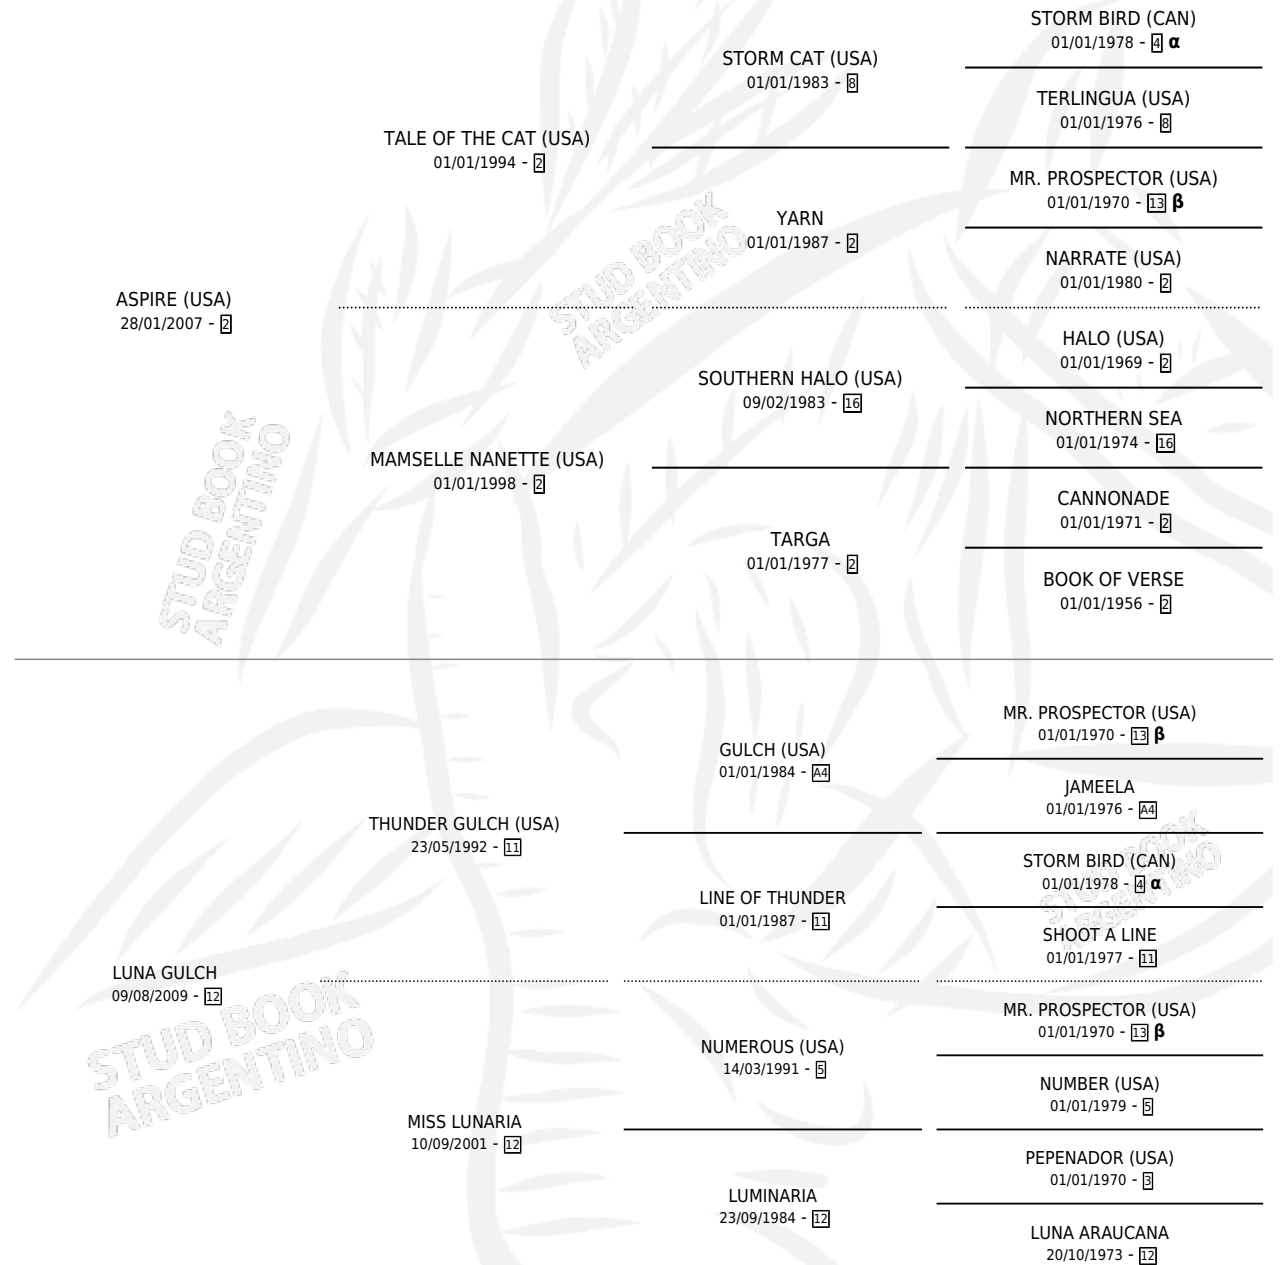 STORM BIRD (CAN)
01/01/1978 - 4 α
STORM CAT (USA)
01/01/1983 - 8
TERLINGUA (USA)
01/01/1976 - 8
TALE OF THE CAT (USA)
01/01/1994 - 2
MR. PROSPECTOR (USA)
01/01/1970 - 13 β
YARN
01/01/1987 - 2
NARRATE (USA)
01/01/1980 - 2
ASPIRE (USA)
28/01/2007 - 2
HALO (USA)
01/01/1969 - 2
SOUTHERN HALO (USA)
09/02/1983 - 16
NORTHERN SEA
01/01/1974 - 16
MAMSELLE NANETTE (USA)
01/01/1998 - 2
CANNONADE
01/01/1971 - 2
TARGA
01/01/1977 - 2
BOOK OF VERSE
01/01/1956 - 2
MR. PROSPECTOR (USA)
01/01/1970 - 13 β
GULCH (USA)
01/01/1984 - A4
JAMEELA
01/01/1976 - A4
THUNDER GULCH (USA)
23/05/1992 - 11
STORM BIRD (CAN)
01/01/1978 - 4 α
LINE OF THUNDER
01/01/1987 - 11
SHOOT A LINE
01/01/1977 - 11
LUNA GULCH
09/08/2009 - 12
MR. PROSPECTOR (USA)
01/01/1970 - 13 β
NUMEROUS (USA)
14/03/1991 - 5
NUMBER (USA)
01/01/1979 - 5
MISS LUNARIA
10/09/2001 - 12
PEPENADOR (USA)
01/01/1970 - 3
LUMINARIA
23/09/1984 - 12
LUNA ARAUCANA
20/10/1973 - 12
STUD BOOK
ARGENTINO
STUD BOOK
ARGENTINO
STUD BOOK
ARGENTINO
STUD BOOK
ARGENTINO